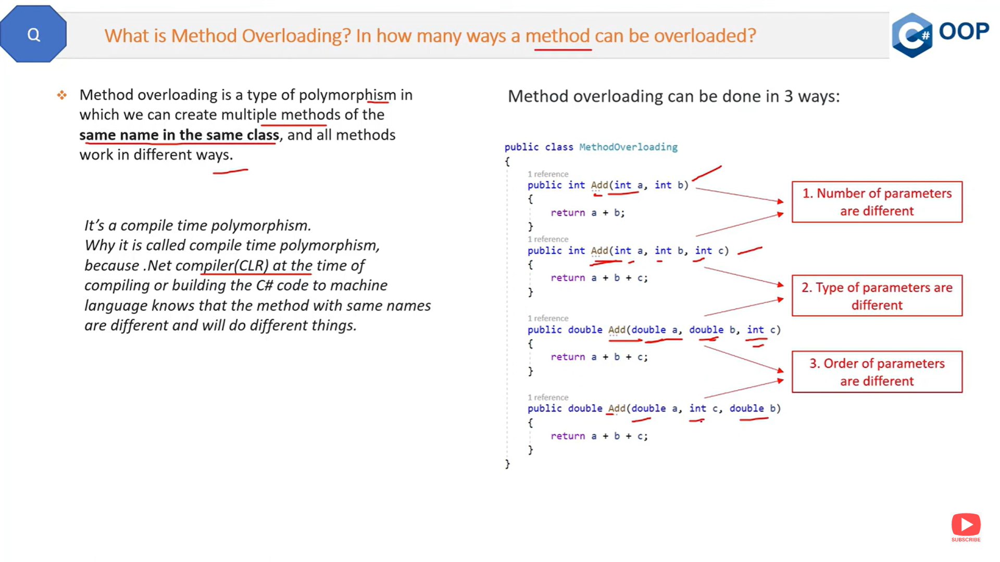 Q
What is Method Overloading? In how many ways a method can be overloaded?
C# OOP
Method overloading is a type of polymorphism in
which we can create multiple methods of the
same name in the same class, and all methods
work in different ways.
It’s a compile time polymorphism.
Why it is called compile time polymorphism,
because .Net compiler(CLR) at the time of
compiling or building the C# code to machine
language knows that the method with same names
are different and will do different things.
Method overloading can be done in 3 ways:
public class MethodOverloading
{
1 reference
public int Add(int a, int b)
{
return a + b;
}
1 reference
public int Add(int a, int b, int c)
{
return a + b + c;
}
1 reference
public double Add(double a, double b, int c)
{
return a + b + c;
}
1 reference
public double Add(double a, int c, double b)
{
return a + b + c;
}
}
1. Number of parameters
are different
2. Type of parameters are
different
3. Order of parameters
are different
SUBSCRIBE